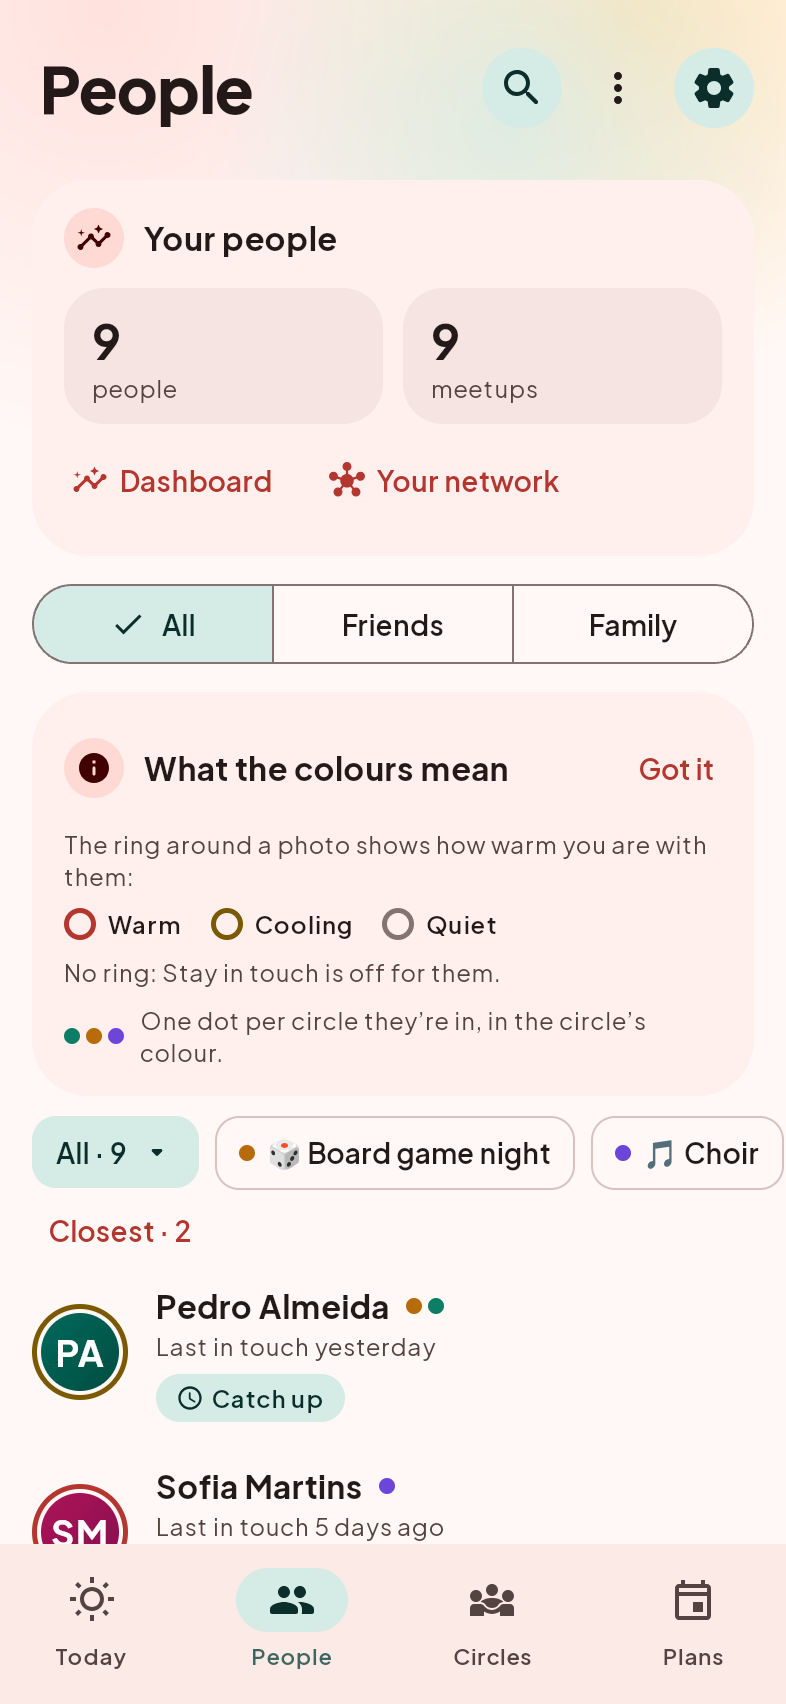 People
Your people
9
people
9
meetups
Dashboard
Your network
All
Friends
Family
What the colours mean
Got it
The ring around a photo shows how warm you are with
them:
Warm
Cooling
Quiet
No ring: Stay in touch is off for them.
One dot per circle they’re in, in the circle’s
colour.
All · 9
🎲 Board game night
🎵 Choir
Closest · 2
PA
Pedro Almeida
Last in touch yesterday
Catch up
SM
Sofia Martins
Last in touch 5 days ago
Today
People
Circles
Plans